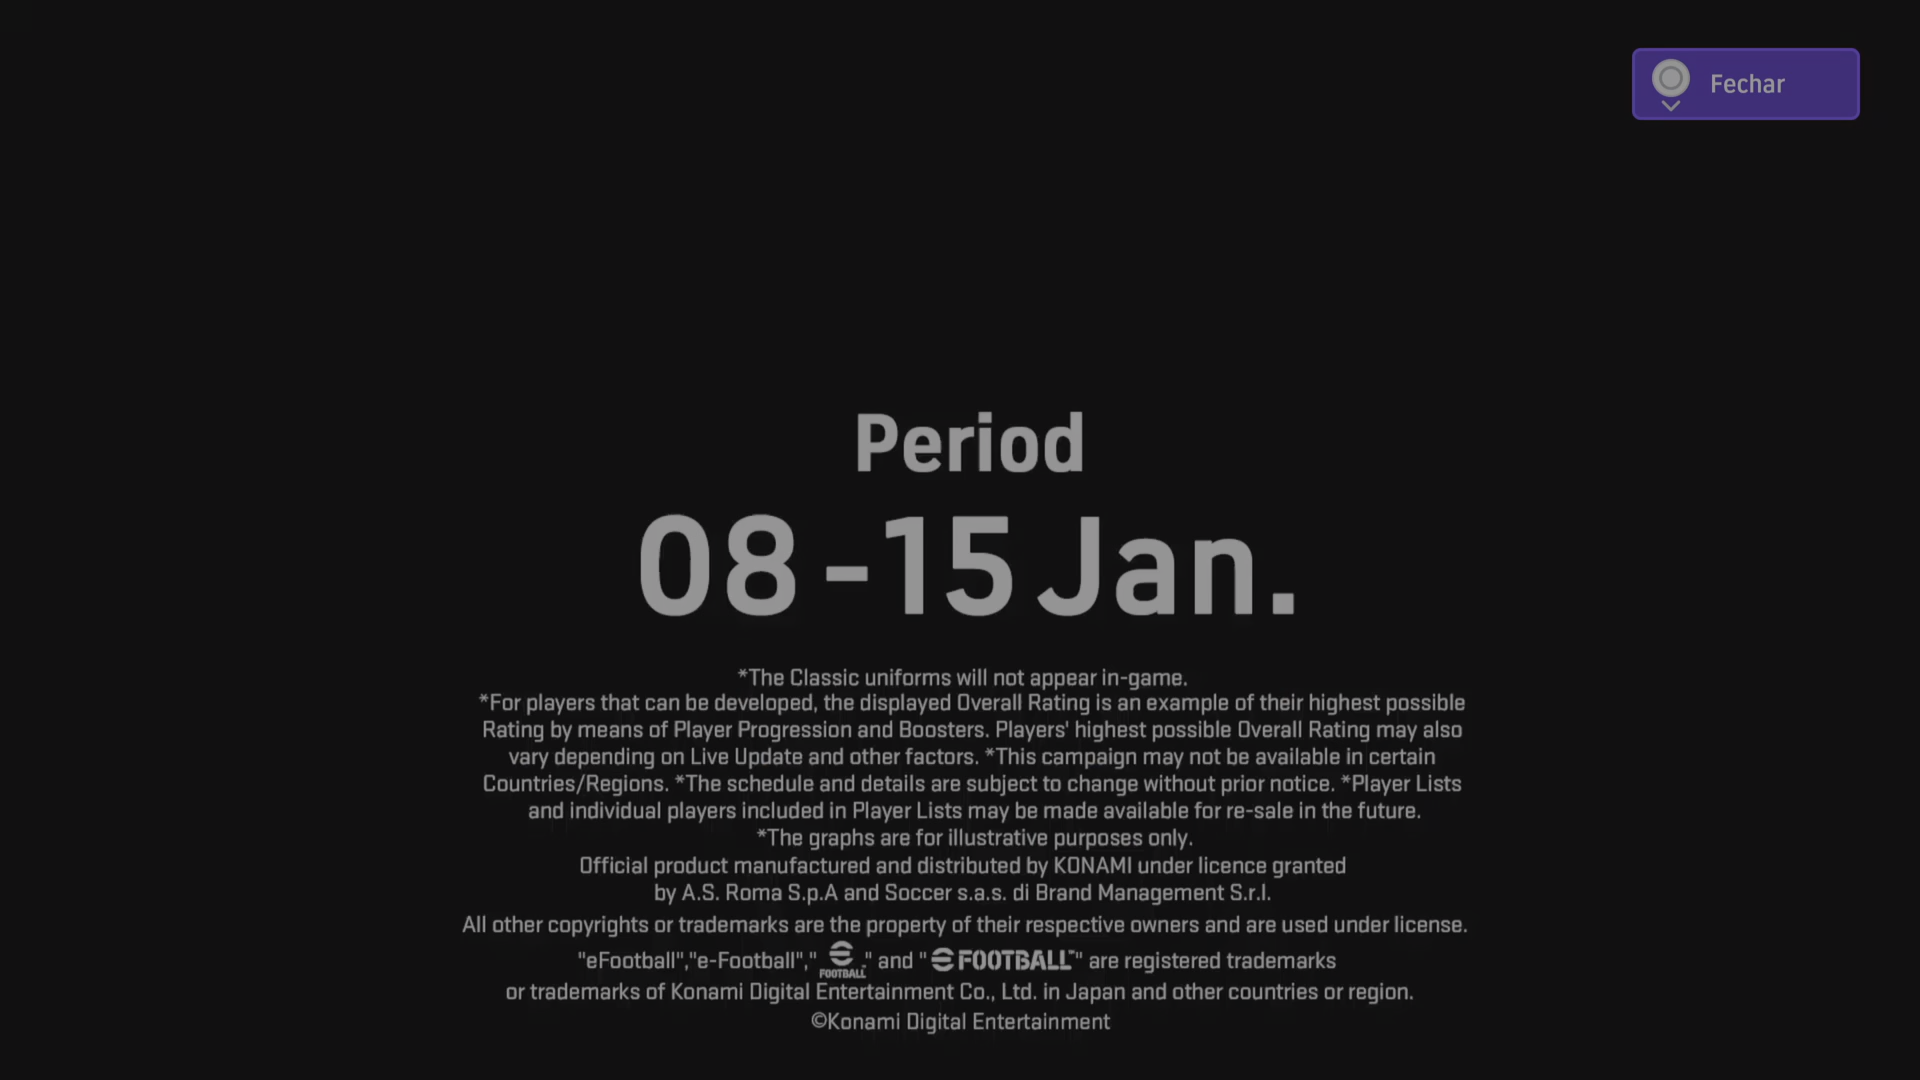 Fechar
Period
08 - 15 Jan.
*The Classic uniforms will not appear in-game.
*For players that can be developed, the displayed Overall Rating is an example of their highest possible
Rating by means of Player Progression and Boosters. Players' highest possible Overall Rating may also
vary depending on Live Update and other factors. *This campaign may not be available in certain
Countries/Regions. *The schedule and details are subject to change without prior notice. *Player Lists
and individual players included in Player Lists may be made available for re-sale in the future.
*The graphs are for illustrative purposes only.
Official product manufactured and distributed by KONAMI under licence granted
by A.S. Roma S.p.A and Soccer s.a.s. di Brand Management S.r.l.
All other copyrights or trademarks are the property of their respective owners and are used under license.
"eFootball","e-Football","FOOTBALL" and "FOOTBALL™" are registered trademarks
or trademarks of Konami Digital Entertainment Co., Ltd. in Japan and other countries or region.
©Konami Digital Entertainment